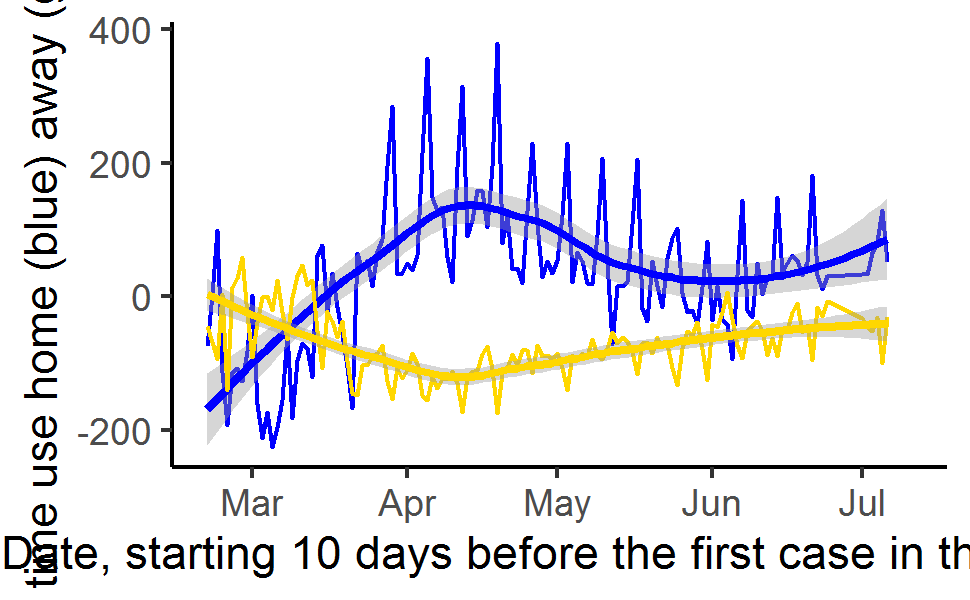 time use home (blue) away (
400
200
0
-200
Mar Apr May Jun Jul
Date, starting 10 days before the first case in th